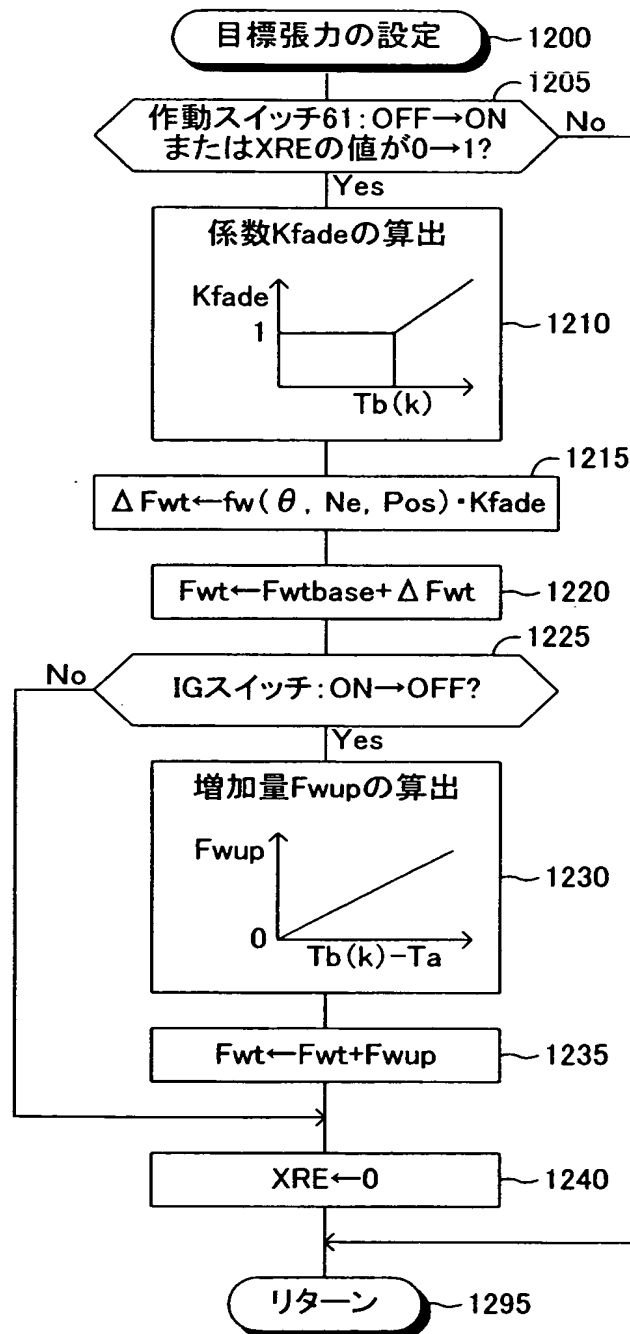 目標張力の設定
1200
1205
作動スイッチ61:OFF→ON
またはXREの値が0→1?
No
Yes
係数Kfadeの算出
Kfade
1
Tb(k)
1210
1215
ΔFwt←fw(θ, Ne, Pos)・Kfade
Fwt←Fwtbase+ΔFwt
1220
1225
No
IGスイッチ:ON→OFF?
Yes
増加量Fwupの算出
Fwup
0
Tb(k)-Ta
1230
Fwt←Fwt+Fwup
1235
XRE←0
1240
リターン
1295